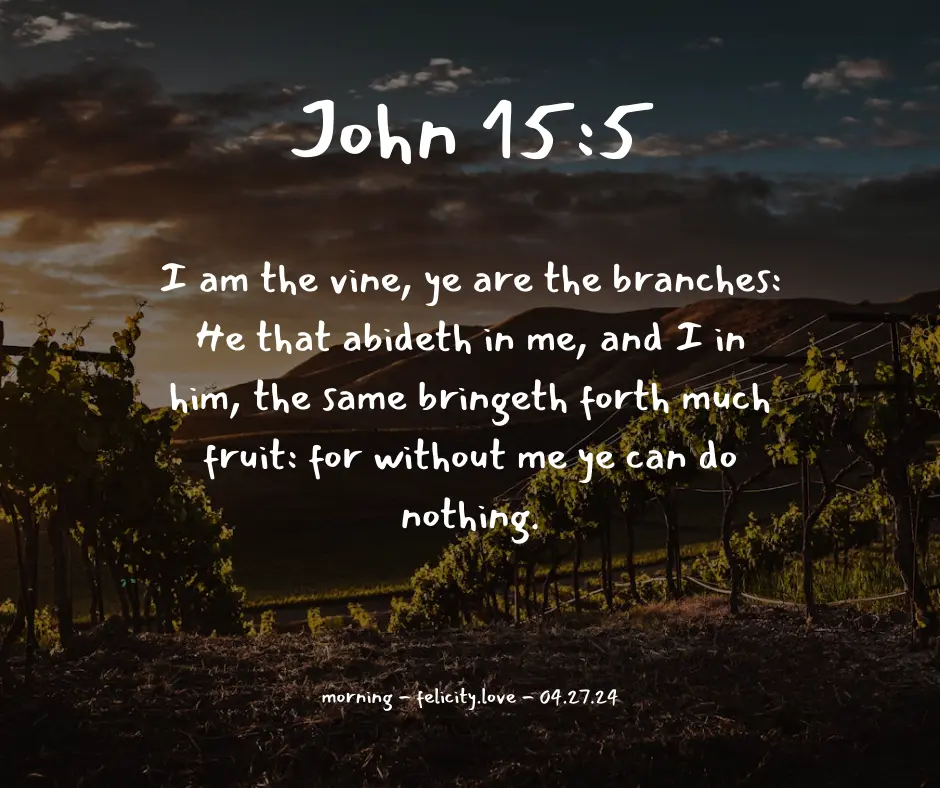 John 15:5
I am the vine, ye are the branches:
He that abideth in me, and I in
him, the same bringeth forth much
fruit: for without me ye can do
nothing.
morning - felicity.love - 04.27.24